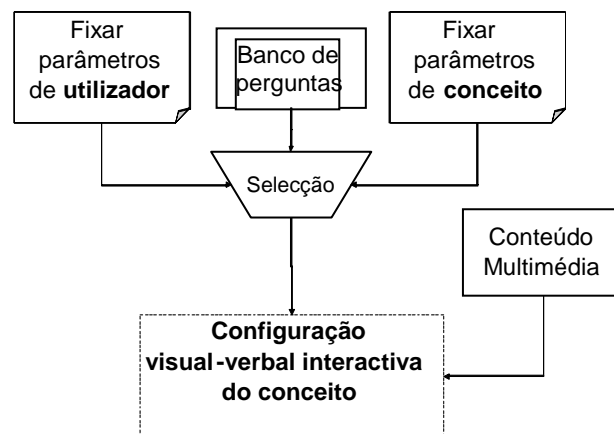 Fixar
parâmetros
de utilizador
Banco de
perguntas
Fixar
parâmetros
de conceito
Selecção
Conteúdo
Multimédia
Configuração
visual-verbal interactiva
do conceito